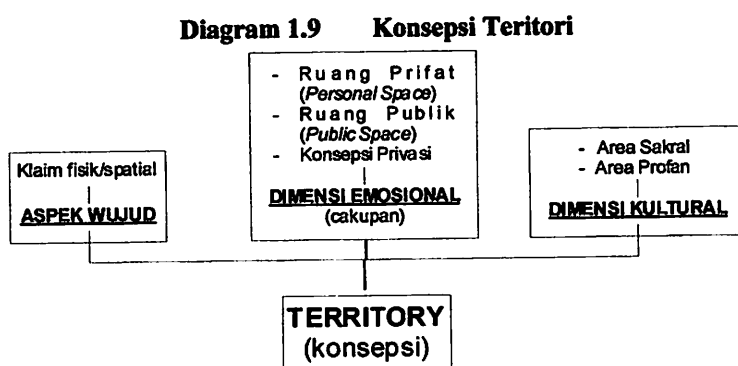 Diagram 1.9 Konsepsi Teritori
- Ruang Prifat
(Personal Space)
- Ruang Publik
(Public Space)
- Konsepsi Privasi
DIMENSI EMOSIONAL
(cakupan)
Klaim fisik/spatial
ASPEK WUJUD
- Area Sakral
- Area Profan
DIMENSI KULTURAL
TERRITORY
(konsepsi)